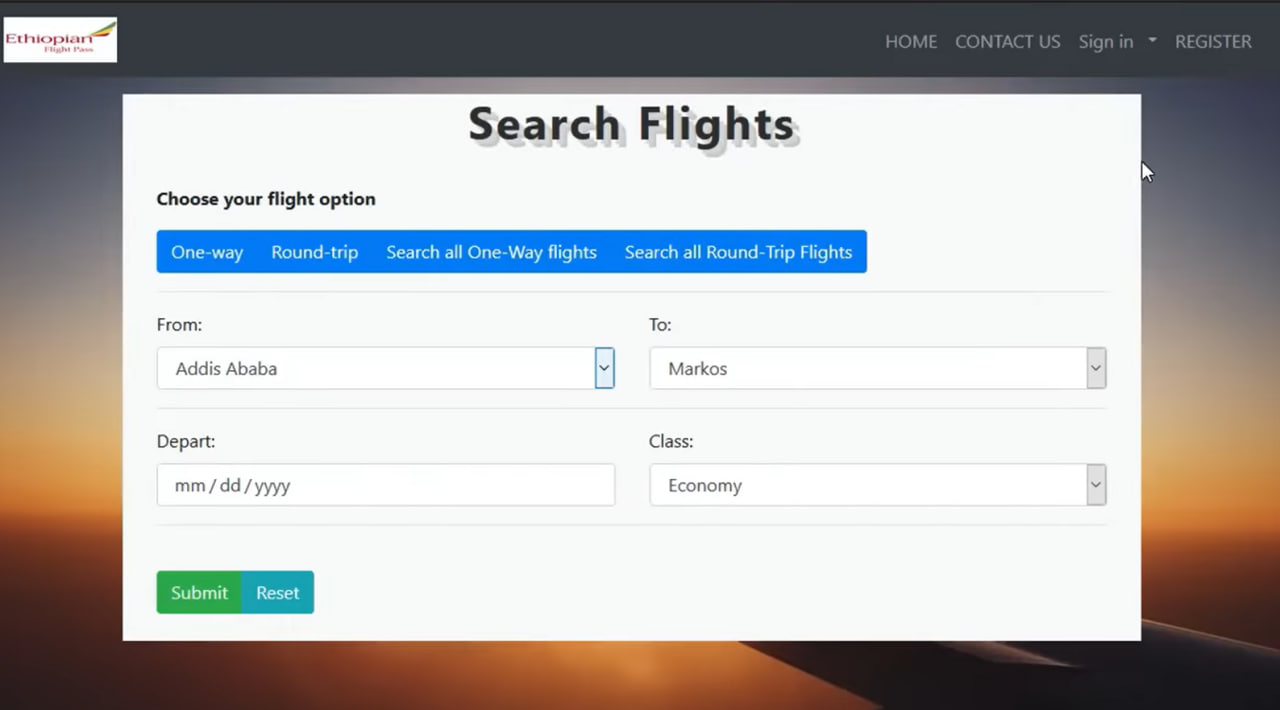 Ethiopian
Flight Pass
HOME CONTACT US Sign in REGISTER
Search Flights
Choose your flight option
One-way Round-trip Search all One-Way flights Search all Round-Trip Flights
From: To:
Addis Ababa Markos
Depart: Class:
mm/dd/yyyy Economy
Submit Reset